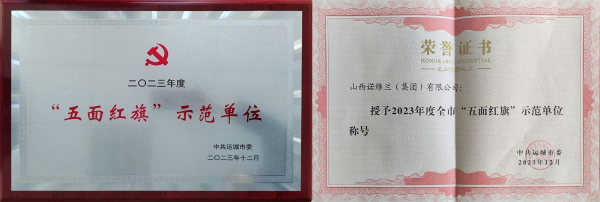 二〇二三年度
“五面红旗”示范单位
中共运城市委
二〇二三年十二月
荣誉证书
HONORARY CREDENTIAL
山西诺维兰（集团）有限公司：
授予2023年度全市“五面红旗”示范单位
称号
中共运城市委
2023年12月